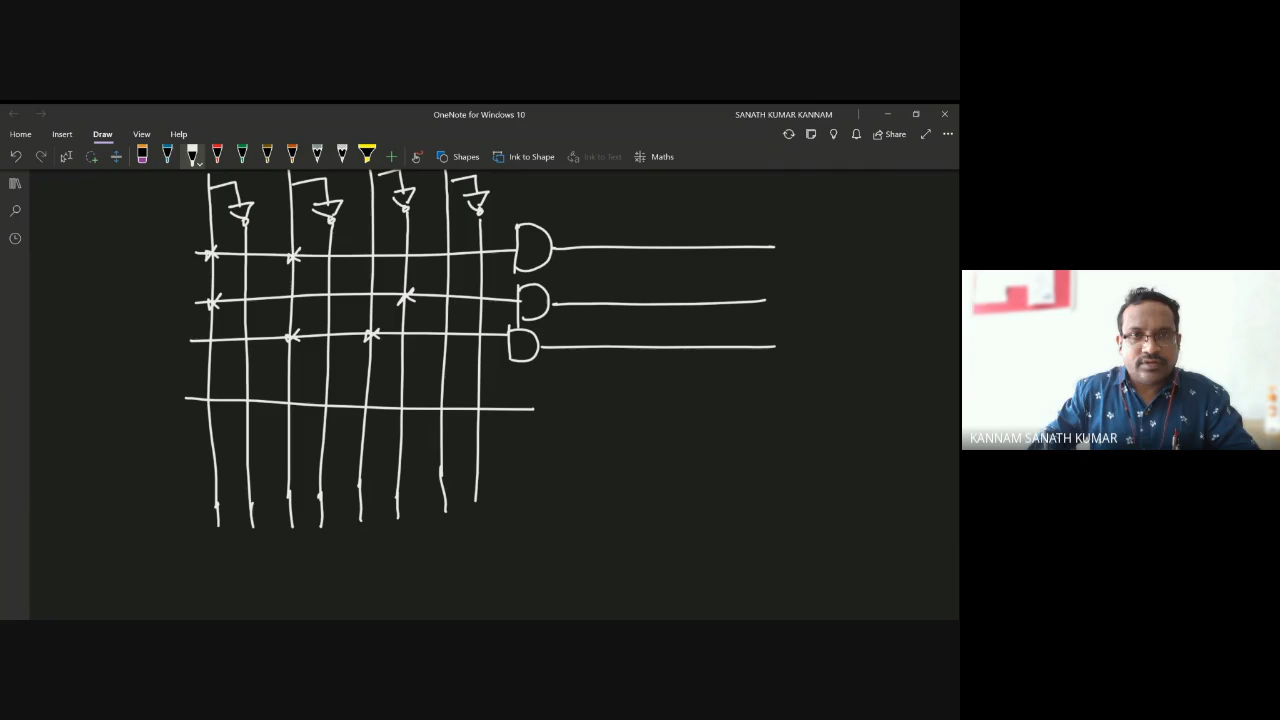 OneNote for Windows 10
SANATH KUMAR KANNAM
Home Insert Draw View Help
Share
Shapes Ink to Shape Ink to Text Maths
KANNAM SANATH KUMAR